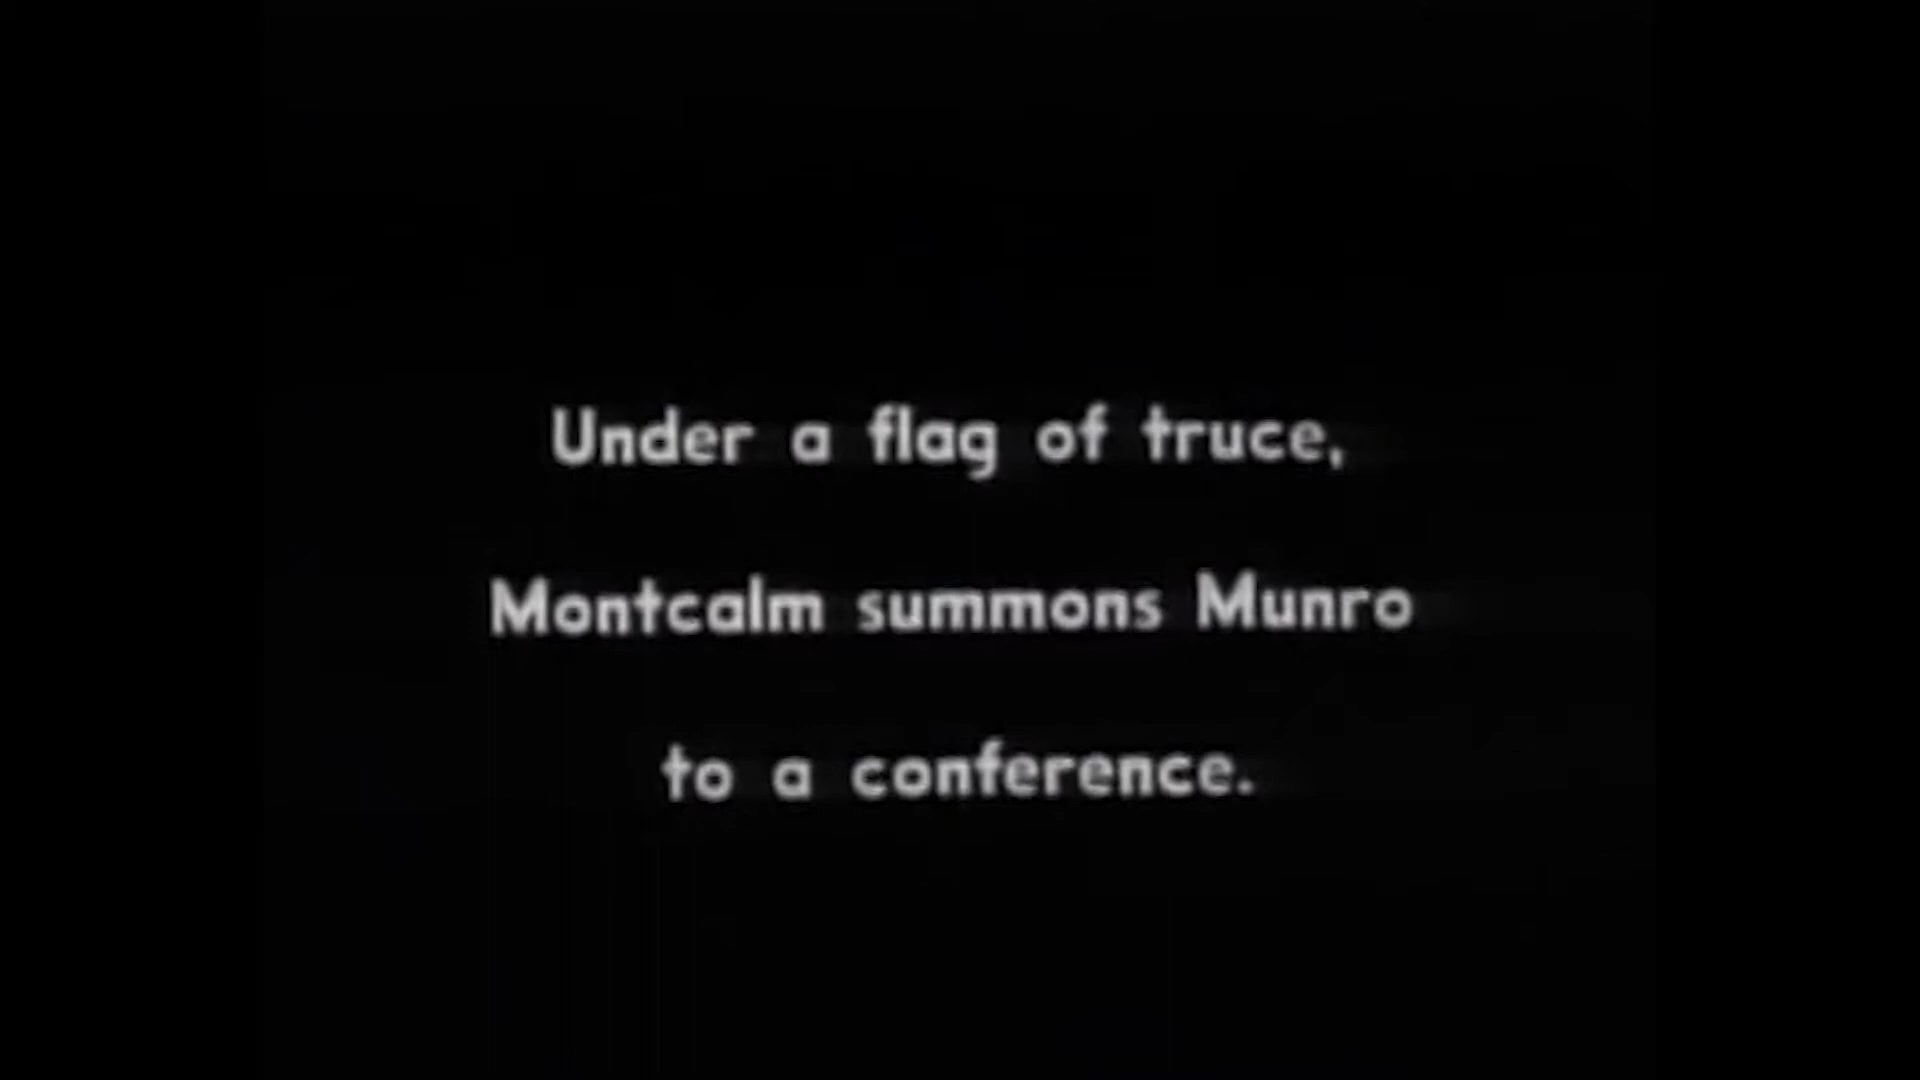 Under a flag of truce,
Montcalm summons Munro
to a conference.